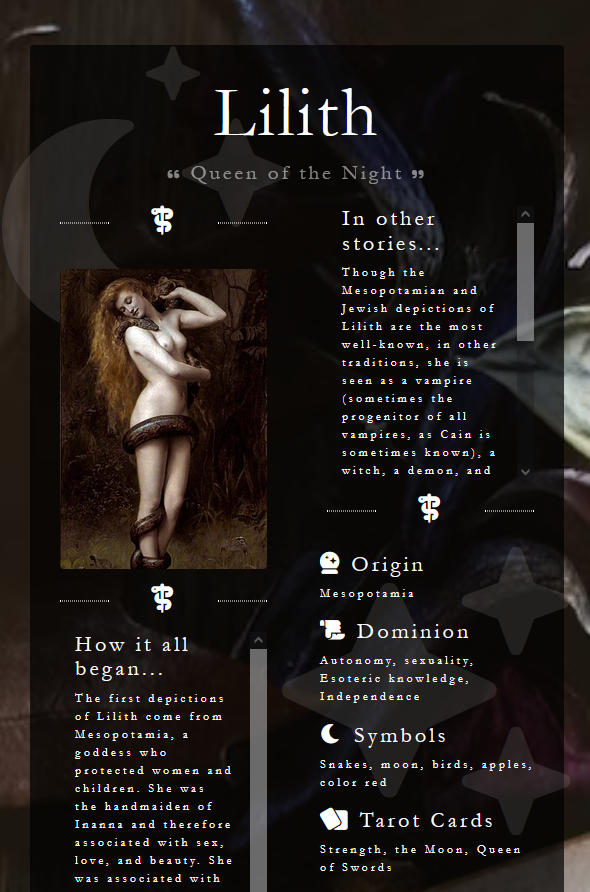 Lilith
“ Queen of the Night ”
In other
stories...
Though the
Mesopotamian and
Jewish depictions of
Lilith are the most
well-known, in other
traditions, she is
seen as a vampire
(sometimes the
progenitor of all
vampires, as Cain is
sometimes known), a
witch, a demon, and
How it all
began...
The first depictions
of Lilith come from
Mesopotamia, a
goddess who
protected women and
children. She was
the handmaiden of
Inanna and therefore
associated with sex,
love, and beauty. She
was associated with
Origin
Mesopotamia
Dominion
Autonomy, sexuality,
Esoteric knowledge,
Independence
Symbols
Snakes, moon, birds, apples,
color red
Tarot Cards
Strength, the Moon, Queen
of Swords